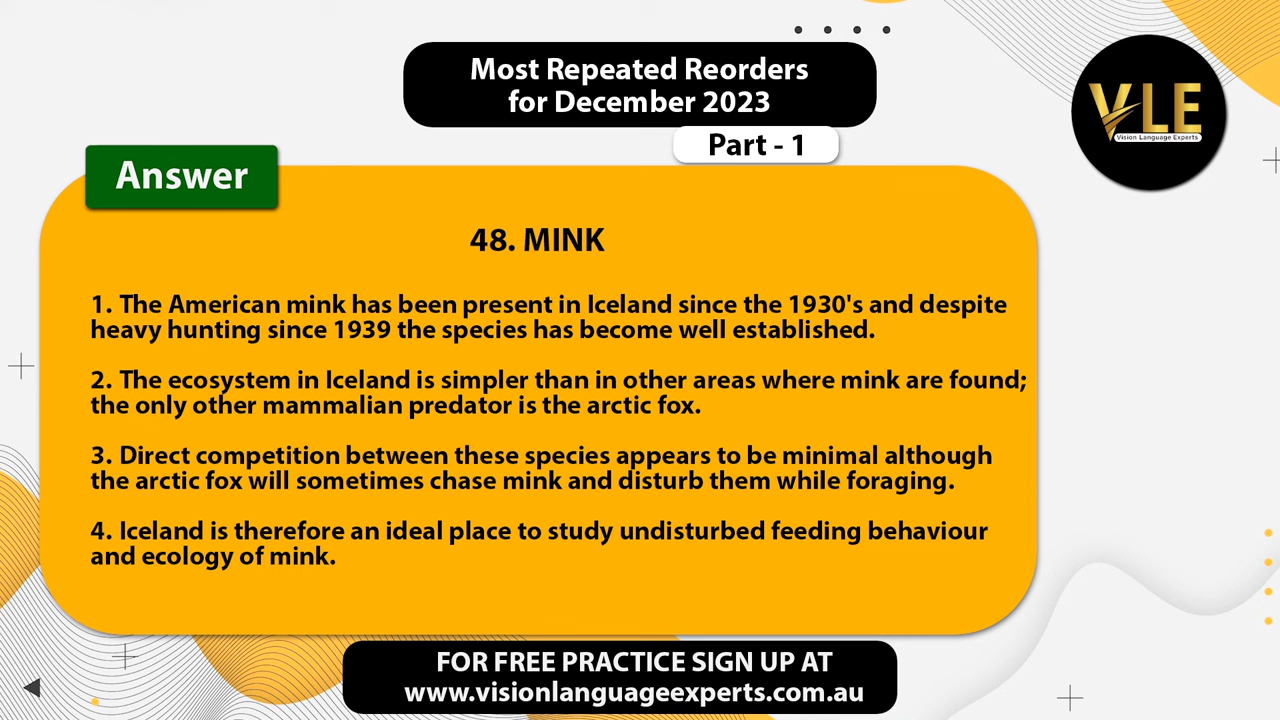 Most Repeated Reorders
for December 2023
Part - 1
VLE
Vision Language Experts
Answer
48. MINK
1. The American mink has been present in Iceland since the 1930's and despite
heavy hunting since 1939 the species has become well established.
2. The ecosystem in Iceland is simpler than in other areas where mink are found;
the only other mammalian predator is the arctic fox.
3. Direct competition between these species appears to be minimal although
the arctic fox will sometimes chase mink and disturb them while foraging.
4. Iceland is therefore an ideal place to study undisturbed feeding behaviour
and ecology of mink.
FOR FREE PRACTICE SIGN UP AT
www.visionlanguageexperts.com.au